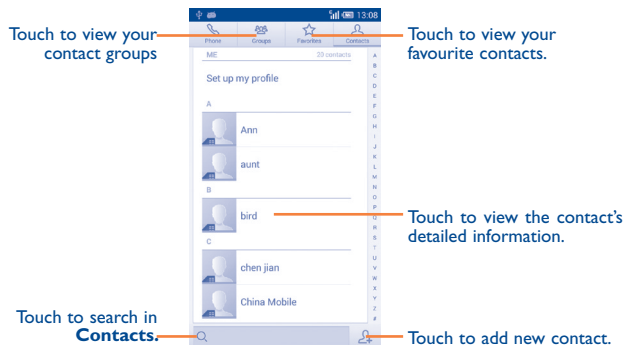 13:08
Phone
Groups
Favorites
Contacts
Touch to view your
contact groups
Touch to view your
favourite contacts.
ME
33 contacts
Set up my profile
A
Ann
aunt
B
bird
C
chen jian
China Mobile
A
B
C
D
E
F
G
H
I
J
K
L
M
N
O
P
Q
R
S
T
U
V
W
X
Y
Z
#
Touch to view the contact's
detailed information.
Touch to search in
Contacts.
Touch to add new contact.